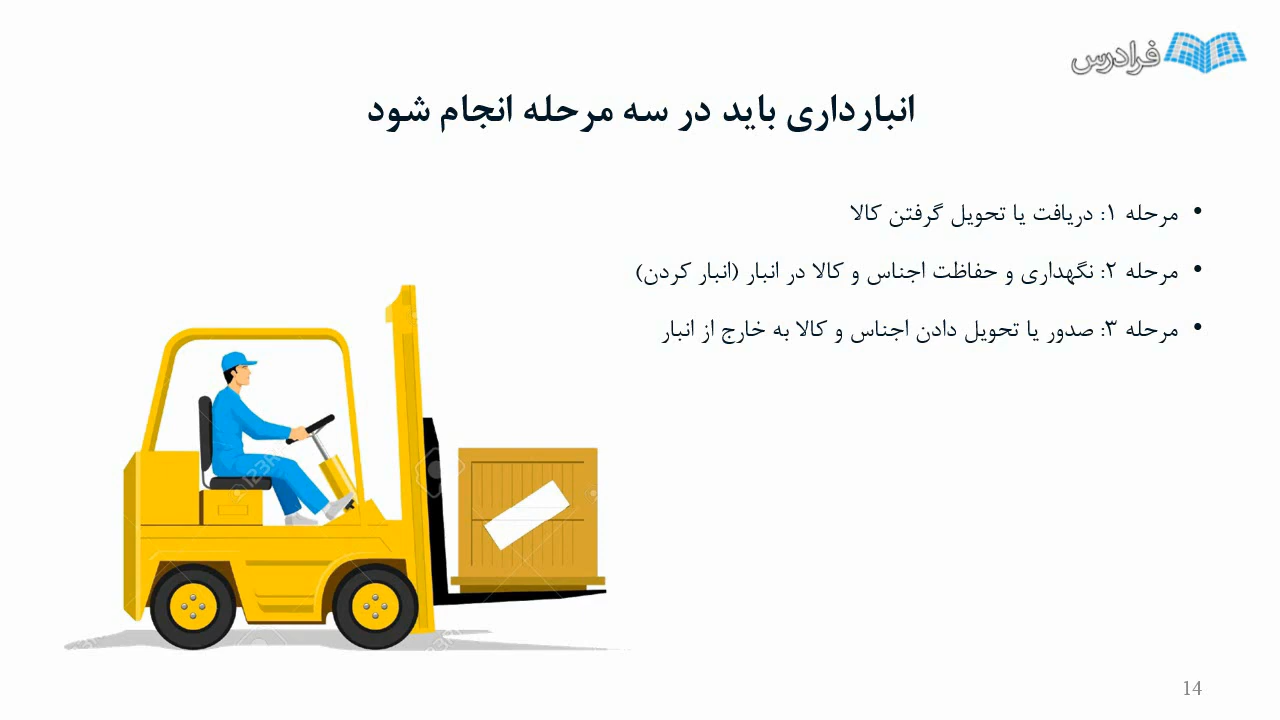 فرادرس
انبارداری باید در سه مرحله انجام شود
• مرحله ۱: دریافت یا تحویل گرفتن کالا
• مرحله ۲: نگهداری و حفاظت اجناس و کالا در انبار (انبار کردن)
• مرحله ۳: صدور یا تحویل دادن اجناس و کالا به خارج از انبار
14